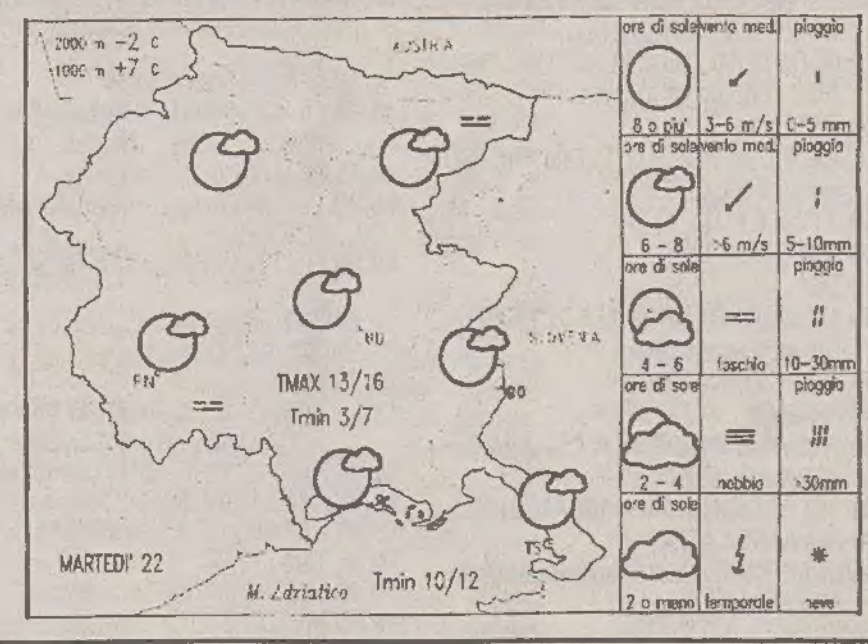 2000 m -2 c
1000 m +7 c
AUSTRIA
SLOVENIA
UD
PN
GO
TMAX 13/16
Tmin 3/7
TS
MARTEDI' 22
M. Adriatico
Tmin 10/12
ore di sole vento med. pioggia
8 o piu' 3-6 m/s 0-5 mm
ore di sole vento med. pioggia
6 - 8 >6 m/s 5-10mm
ore di sole pioggia
4 - 6 foschia 10-30mm
ore di sole pioggia
2 - 4 nebbia >30mm
ore di sole
2 o meno temporale neve